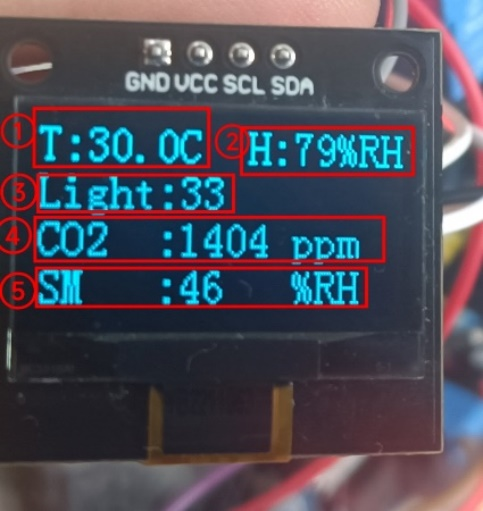 GND VCC SCL SDA
① T:30.0C ② H:79%RH
③ Light:33
④ CO2 :1404 ppm
⑤ SM :46 %RH